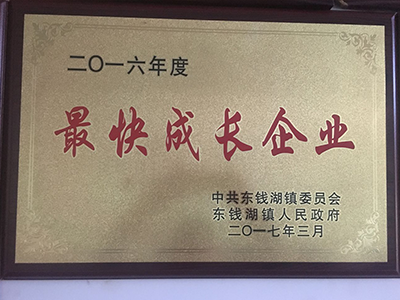 二〇一六年度
最快成长企业
中共东钱湖镇委员会
东钱湖镇人民政府
二〇一七年三月